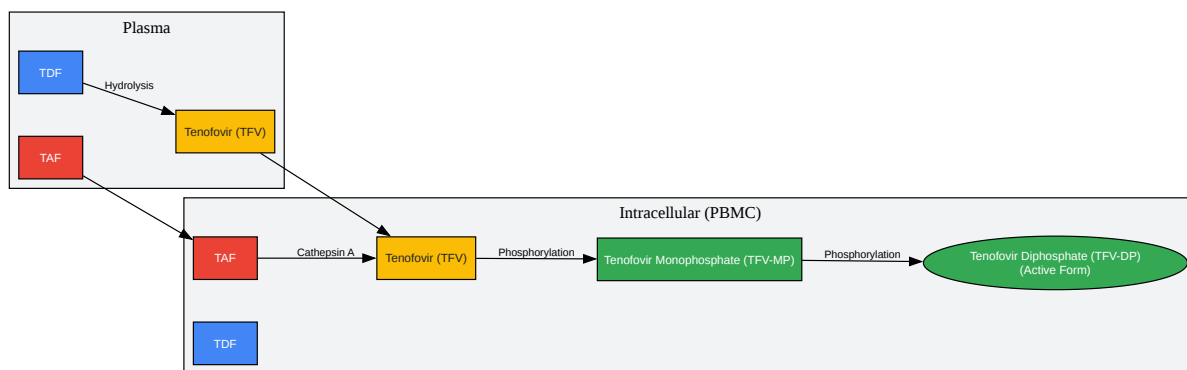 Plasma
TDF
Hydrolysis
Tenofovir (TFV)
TAF
Intracellular (PBMC)
TAF
Cathepsin A
Tenofovir (TFV)
Phosphorylation
Tenofovir Monophosphate (TFV-MP)
Phosphorylation
Tenofovir Diphosphate (TFV-DP)
(Active Form)
TDF